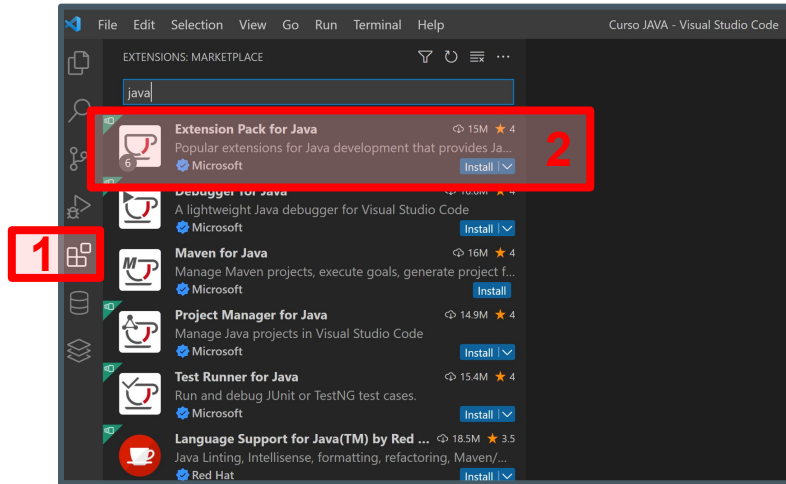 File Edit Selection View Go Run Terminal Help
Curso JAVA - Visual Studio Code
EXTENSIONS: MARKETPLACE
java
Extension Pack for Java 15M ★ 4
Popular extensions for Java development that provides Ja...
6
Microsoft Install
2
Debugger for Java ★ 4
A lightweight Java debugger for Visual Studio Code
Microsoft Install
1
Maven for Java 16M ★ 4
Manage Maven projects, execute goals, generate project f...
M
Microsoft Install
Project Manager for Java 14.9M ★ 4
Manage Java projects in Visual Studio Code
Microsoft Install
Test Runner for Java 15.4M ★ 4
Run and debug JUnit or TestNG test cases.
Microsoft Install
Language Support for Java(TM) by Red ... 18.5M ★ 3.5
Java Linting, Intellisense, formatting, refactoring, Maven/...
Red Hat Install